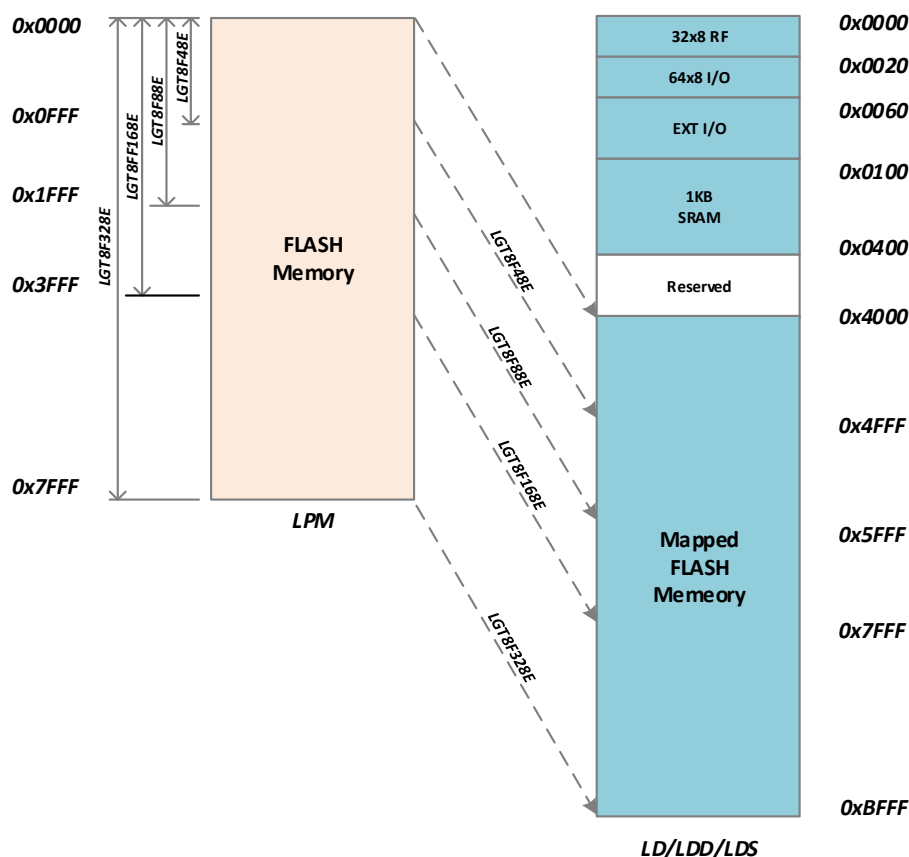 0x0000
0x0FFF
0x1FFF
0x3FFF
0x7FFF
LGT8F328E
LGT8FF168E
LGT8F88E
LGT8F48E
FLASH
Memory
LPM
LGT8F48E
LGT8F88E
LGT8F168E
LGT8F328E
32x8 RF
64x8 I/O
EXT I/O
1KB
SRAM
Reserved
Mapped
FLASH
Memeory
LD/LDD/LDS
0x0000
0x0020
0x0060
0x0100
0x0400
0x4000
0x4FFF
0x5FFF
0x7FFF
0xBFFF